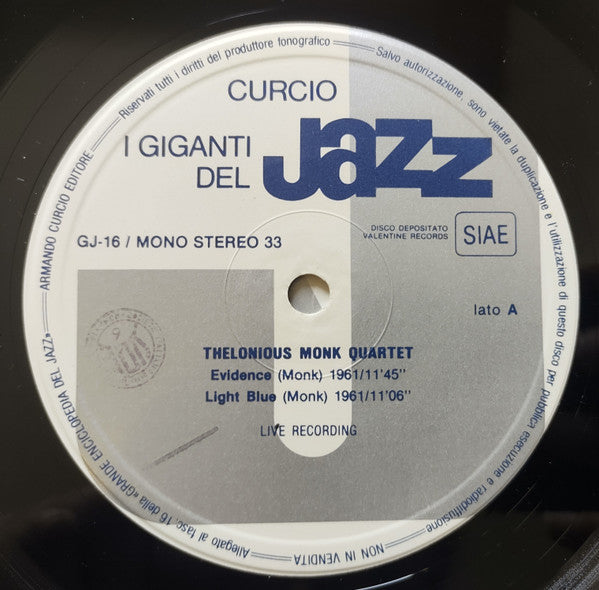 CURCIO
I GIGANTI
DEL
Jazz
GJ-16 / MONO STEREO 33
DISCO DEPOSITATO
VALENTINE RECORDS
SIAE
lato A
THELONIOUS MONK QUARTET
Evidence (Monk) 1961/11'45''
Light Blue (Monk) 1961/11'06''
LIVE RECORDING
Allegato al fasc. 16 della «GRANDE ENCICLOPEDIA DEL JAZZ» ARMANDO CURCIO EDITORE Riservati tutti i diritti del produttore fonografico
Salvo autorizzazione, sono vietate la duplicazione e l'utilizzazione di questo disco per pubblica esecuzione e radiodiffusione
NON IN VENDITA